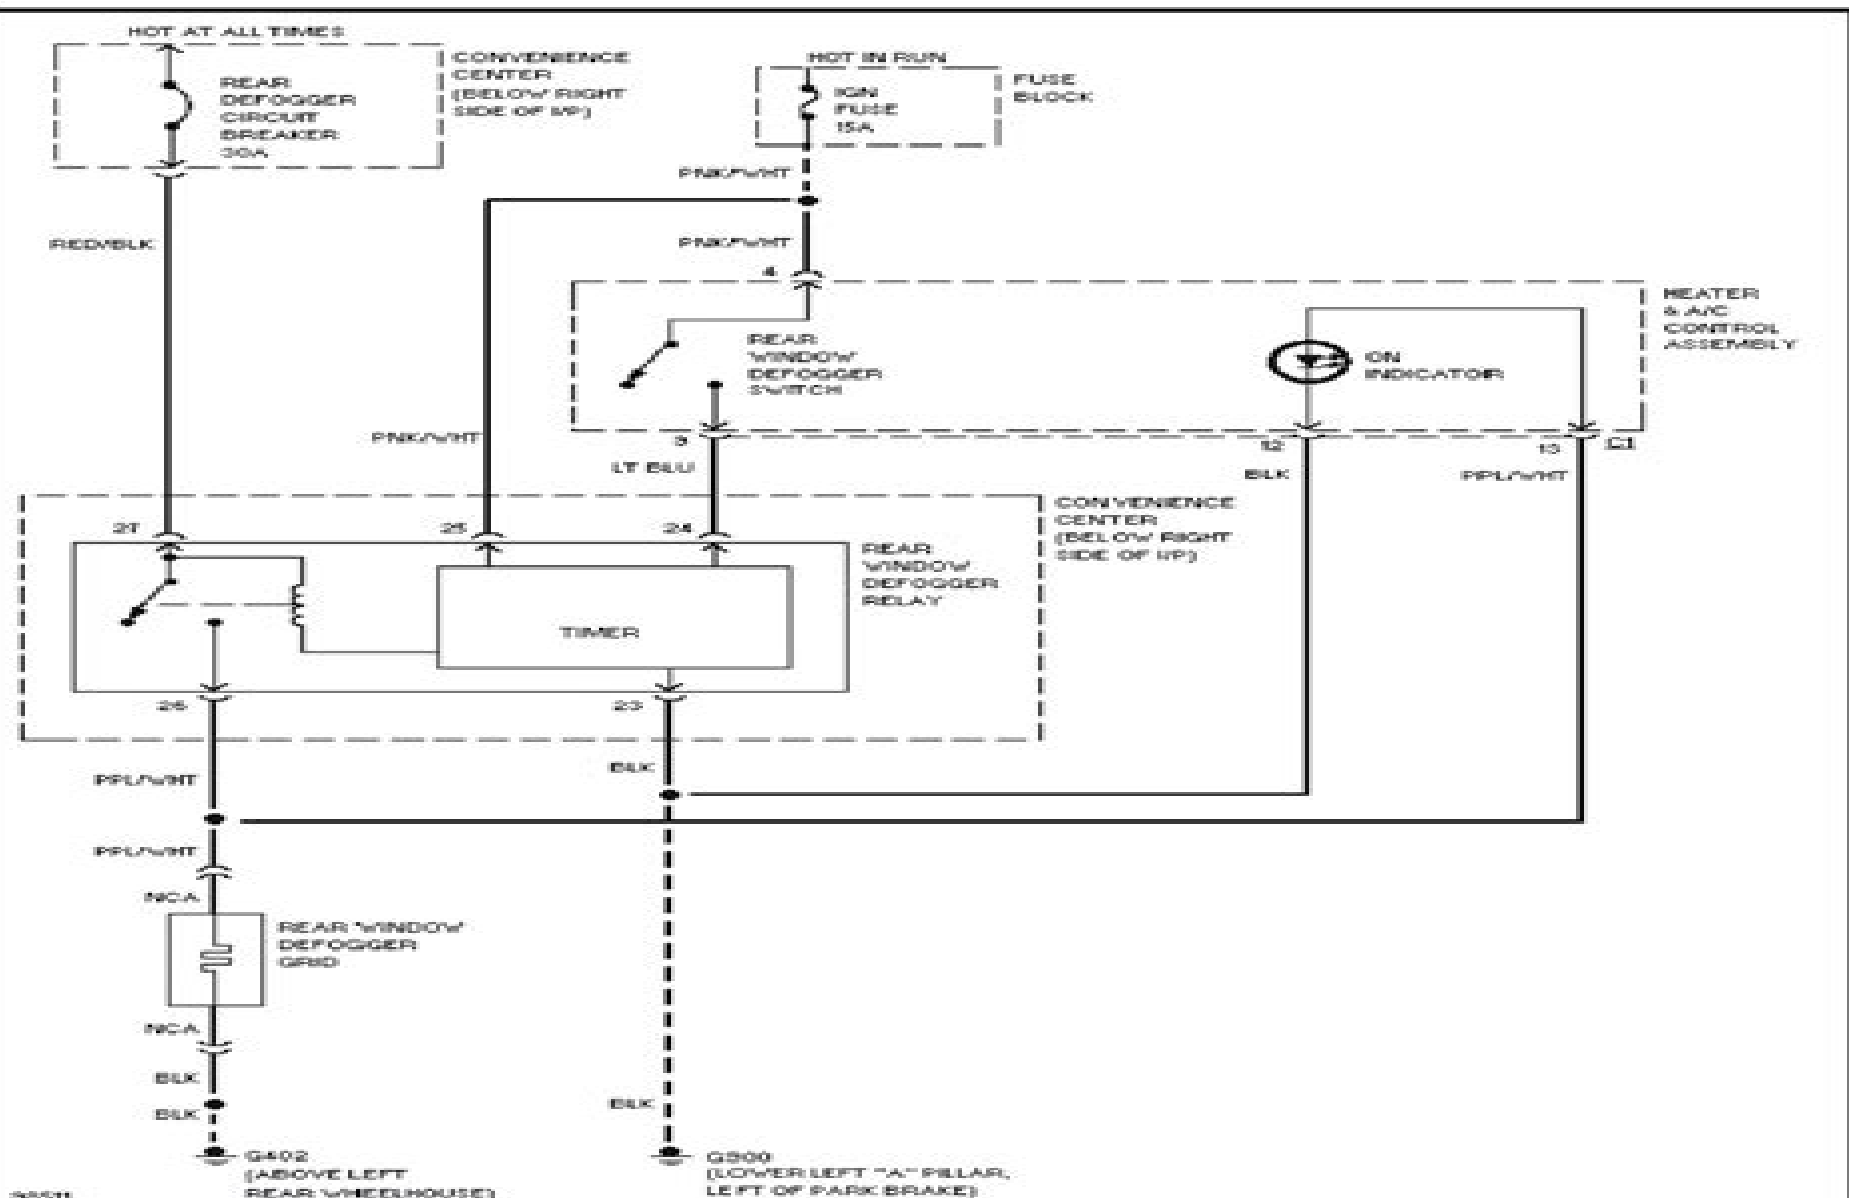 HOT AT ALL TIMES
REAR
DEFOGGER
CIRCUIT
BREAKER
30A
CONVENIENCE
CENTER
(BELOW RIGHT
SIDE OF I/P)
HOT IN RUN
IGN
FUSE
15A
FUSE
BLOCK
PNK/WHT
RED/BLK
PNK/WHT
4
HEATER
& A/C
CONTROL
ASSEMBLY
REAR
WINDOW
DEFOGGER
SWITCH
ON
INDICATOR
PNK/WHT
LT BLU
12
BLK
13
C1
PPL/WHT
CONVENIENCE
CENTER
(BELOW RIGHT
SIDE OF I/P)
27
25
24
REAR
WINDOW
DEFOGGER
RELAY
TIMER
26
23
PPL/WHT
BLK
PPL/WHT
NCA
REAR WINDOW
DEFOGGER
GRID
NCA
BLK
BLK
BLK
G402
(ABOVE LEFT
REAR WHEELHOUSE)
(LOWER LEFT "A" PILLAR,
LEFT OF PARK BRAKE)